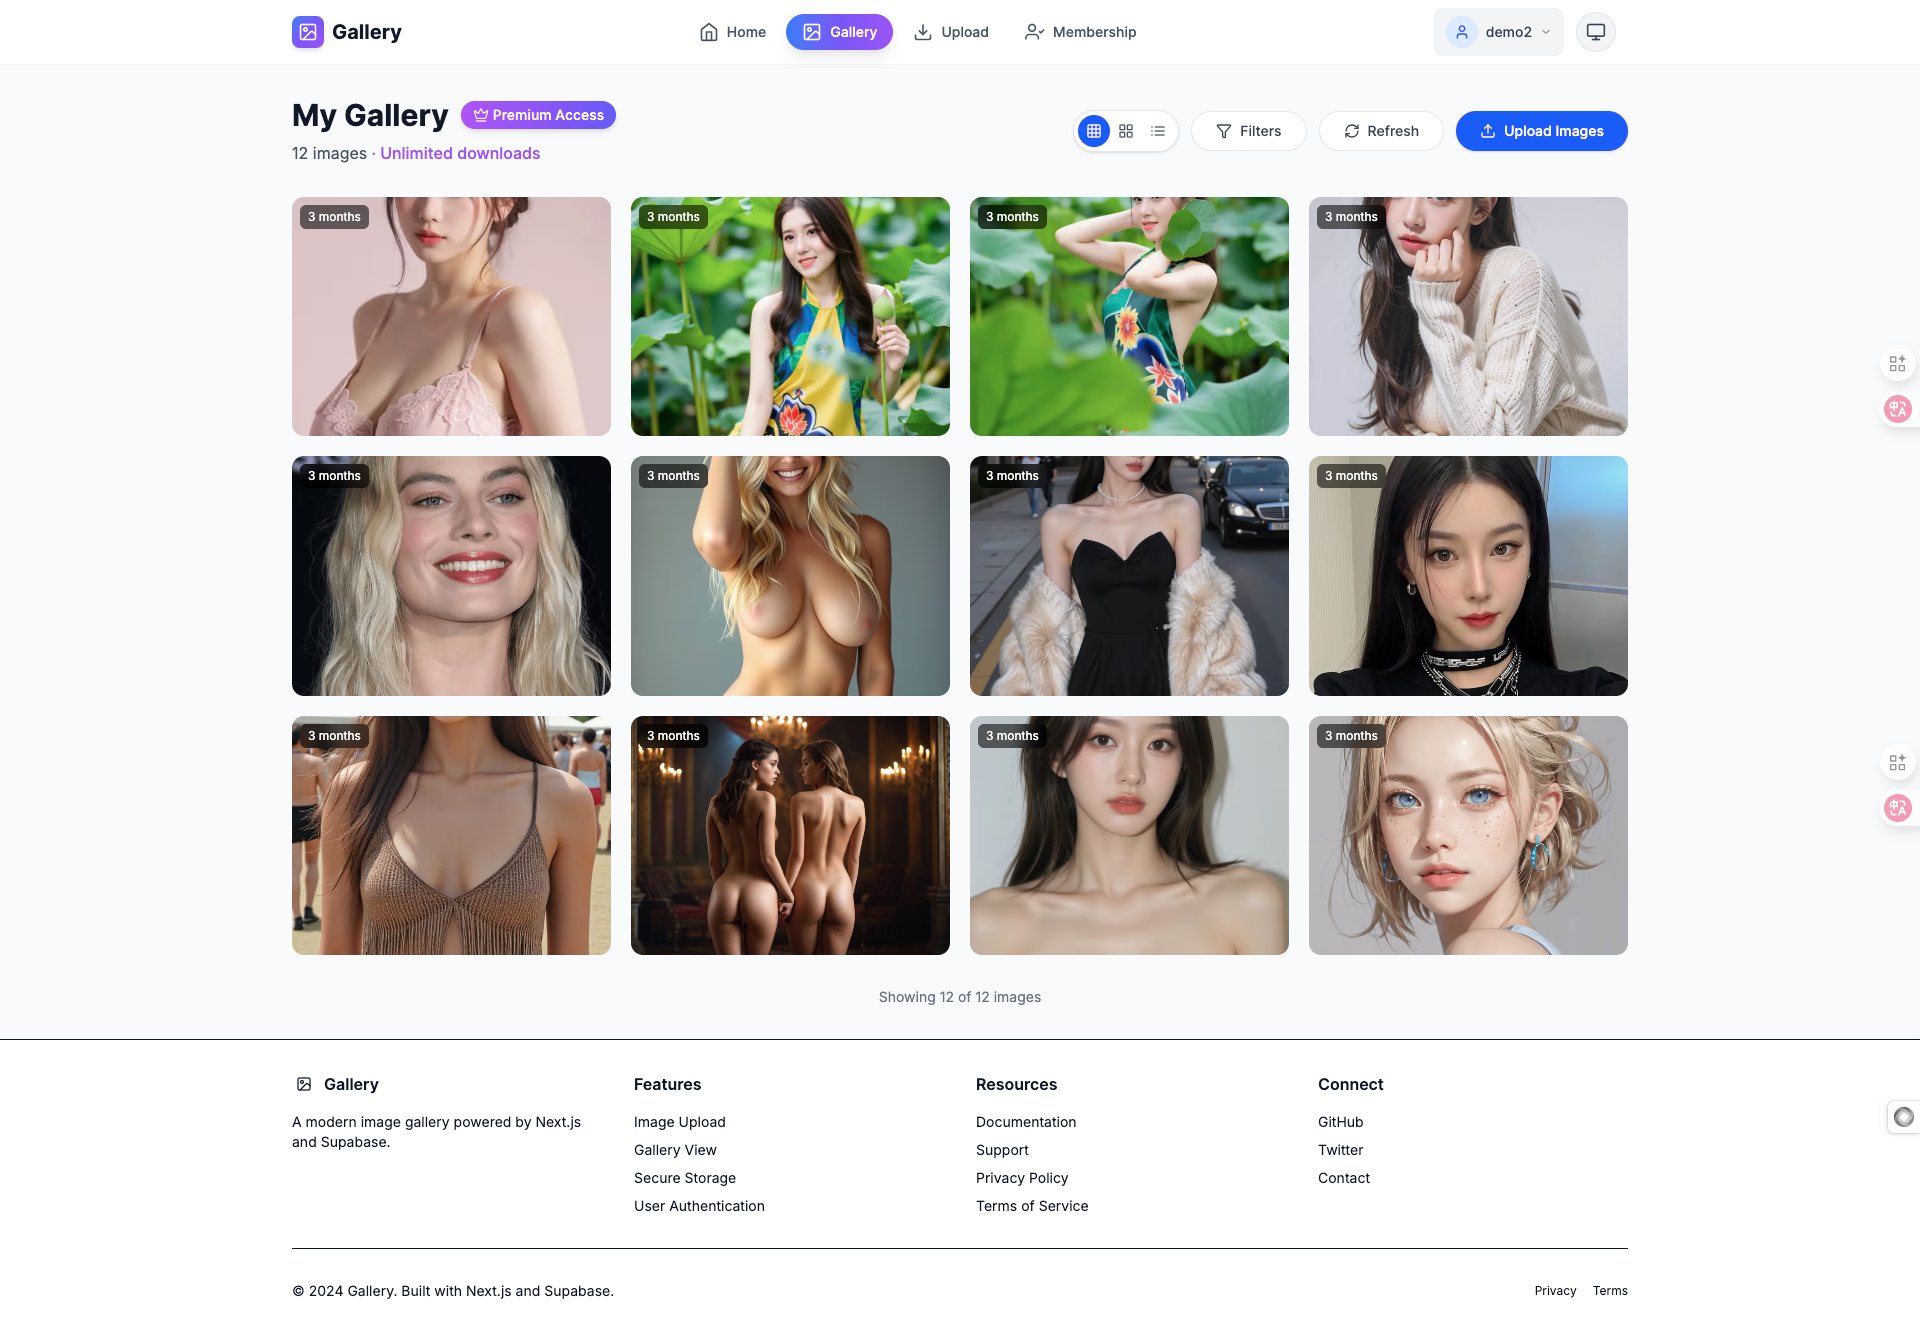 Gallery
Home
Gallery
Upload
Membership
demo2
My Gallery
Premium Access
12 images · Unlimited downloads
Filters
Refresh
Upload Images
3 months
3 months
3 months
3 months
3 months
3 months
3 months
3 months
3 months
3 months
3 months
3 months
Showing 12 of 12 images
Gallery
A modern image gallery powered by Next.js
and Supabase.
Features
Image Upload
Gallery View
Secure Storage
User Authentication
Resources
Documentation
Support
Privacy Policy
Terms of Service
Connect
GitHub
Twitter
Contact
© 2024 Gallery. Built with Next.js and Supabase.
Privacy
Terms